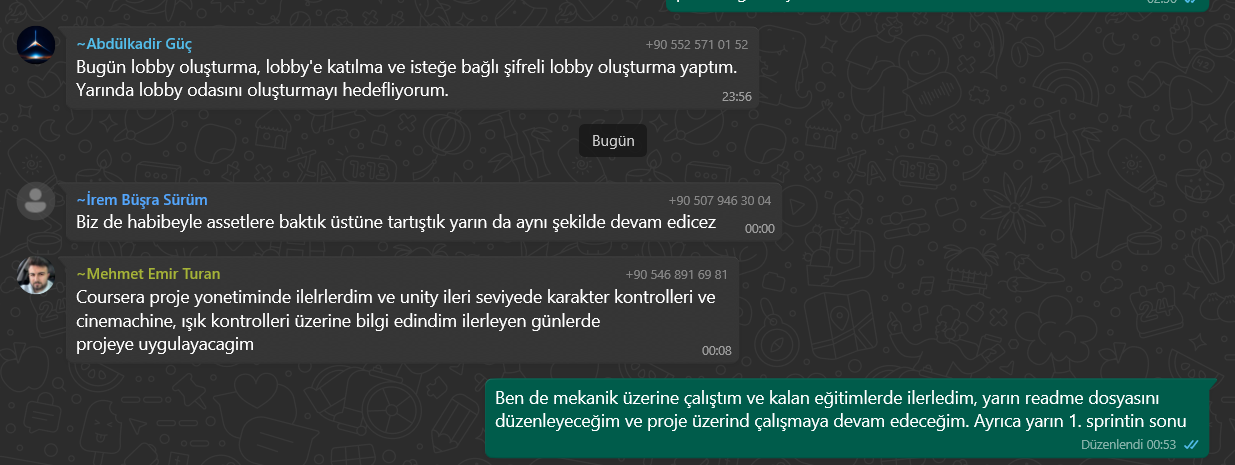 ~Abdülkadir Güç +90 552 571 01 52
Bugün lobby oluşturma, lobby'e katılma ve isteğe bağlı şifreli lobby oluşturma yaptım.
Yarında lobby odasını oluşturmayı hedefliyorum.
23:56
Bugün
~İrem Büşra Sürüm +90 507 946 30 04
Biz de habibeyle assetlere baktık üstüne tartıştık yarın da aynı şekilde devam edicez
00:00
~Mehmet Emir Turan +90 546 891 69 81
Coursera proje yonetiminde ilelrlerdim ve unity ileri seviyede karakter kontrolleri ve
cinemachine, ışık kontrolleri üzerine bilgi edindim ilerleyen günlerde
projeye uygulayacagim
00:08
Ben de mekanik üzerine çalıştım ve kalan eğitimlerde ilerledim, yarın readme dosyasını
düzenleyeceğim ve proje üzerind çalışmaya devam edeceğim. Ayrıca yarın 1. sprintin sonu
Düzenlendi 00:53